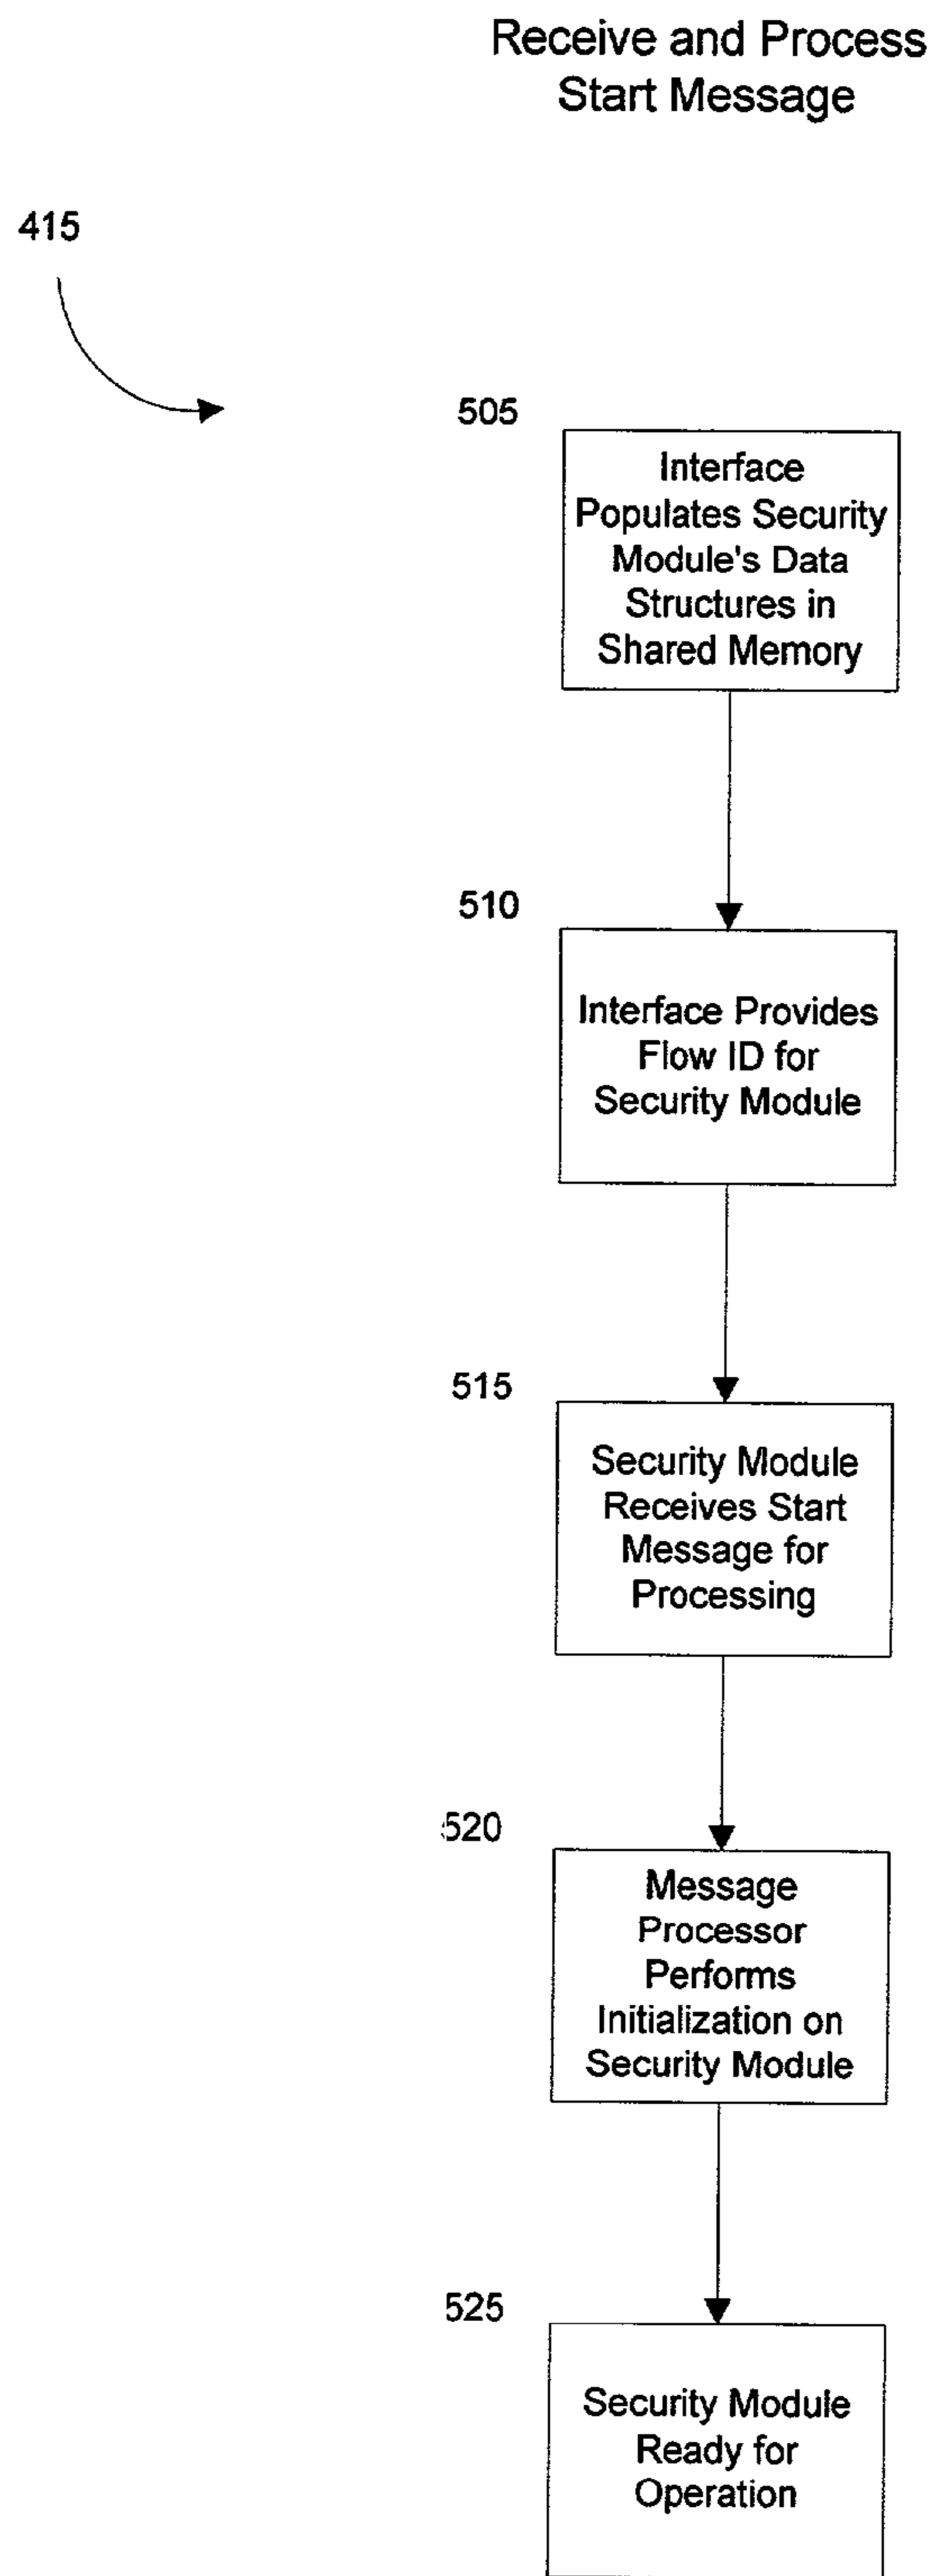 Receive and Process
Start Message
415
505
Interface
Populates Security
Module's Data
Structures in
Shared Memory
510
Interface Provides
Flow ID for
Security Module
515
Security Module
Receives Start
Message for
Processing
520
Message
Processor
Performs
Initialization on
Security Module
525
Security Module
Ready for
Operation